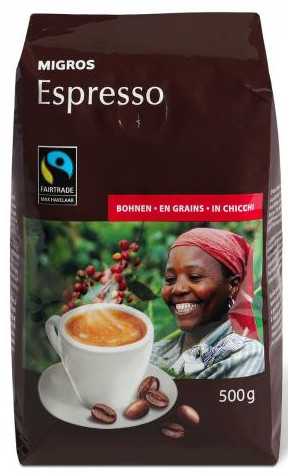 MIGROS
Espresso
FAIRTRADE
MAX HAVELAAR
BOHNEN • EN GRAINS • IN CHICCHI
500g